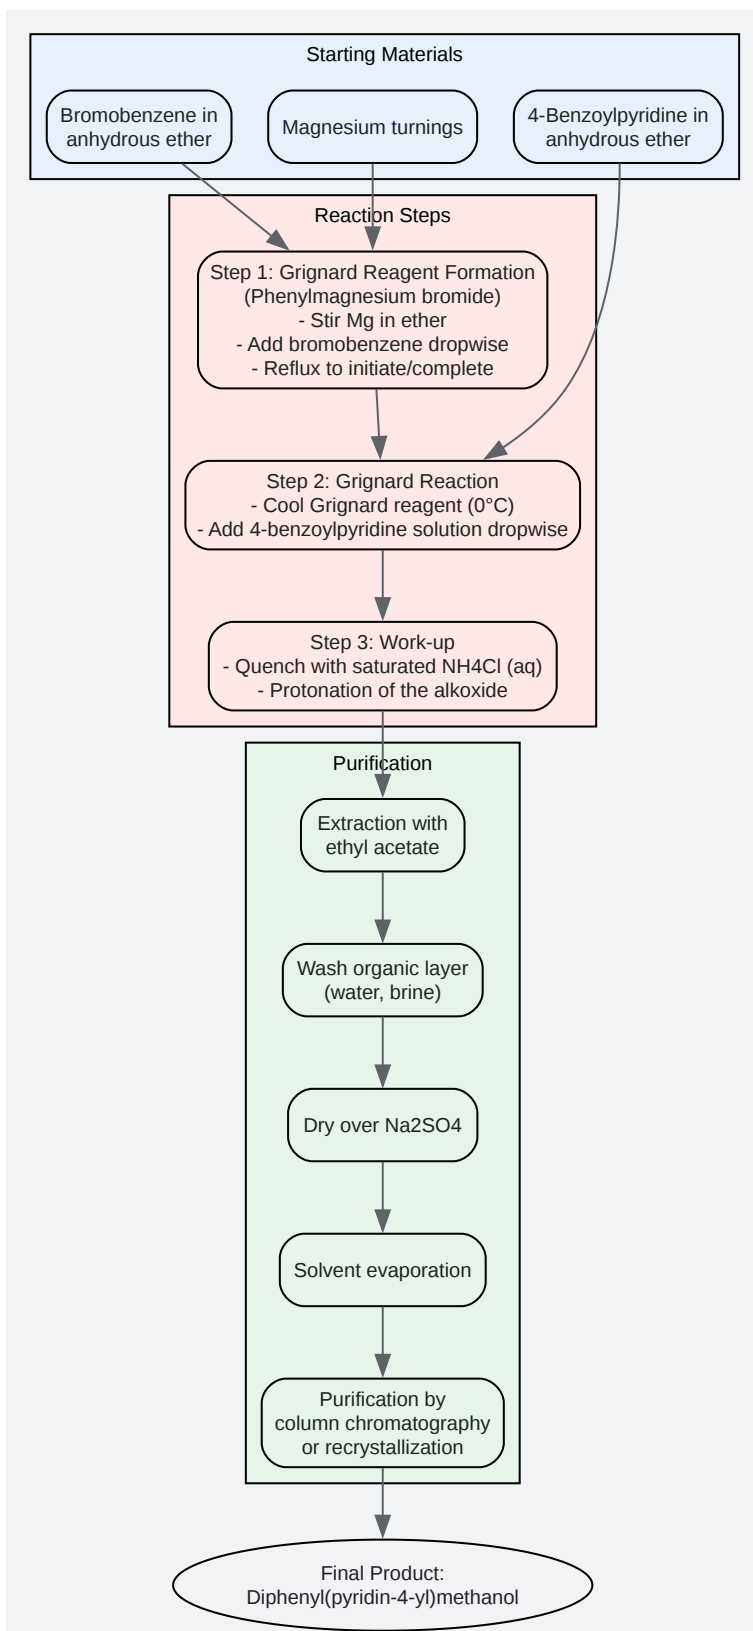 Starting Materials
Bromobenzene in
anhydrous ether
Magnesium turnings
4-Benzoylpyridine in
anhydrous ether
Reaction Steps
Step 1: Grignard Reagent Formation
(Phenylmagnesium bromide)
- Stir Mg in ether
- Add bromobenzene dropwise
- Reflux to initiate/complete
Step 2: Grignard Reaction
- Cool Grignard reagent (0°C)
- Add 4-benzoylpyridine solution dropwise
Step 3: Work-up
- Quench with saturated NH4Cl (aq)
- Protonation of the alkoxide
Purification
Extraction with
ethyl acetate
Wash organic layer
(water, brine)
Dry over Na2SO4
Solvent evaporation
Purification by
column chromatography
or recrystallization
Final Product:
Diphenyl(pyridin-4-yl)methanol